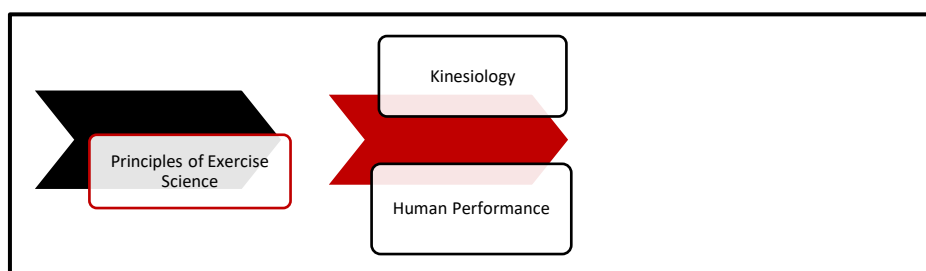 Principles of Exercise
Science
Kinesiology
Human Performance